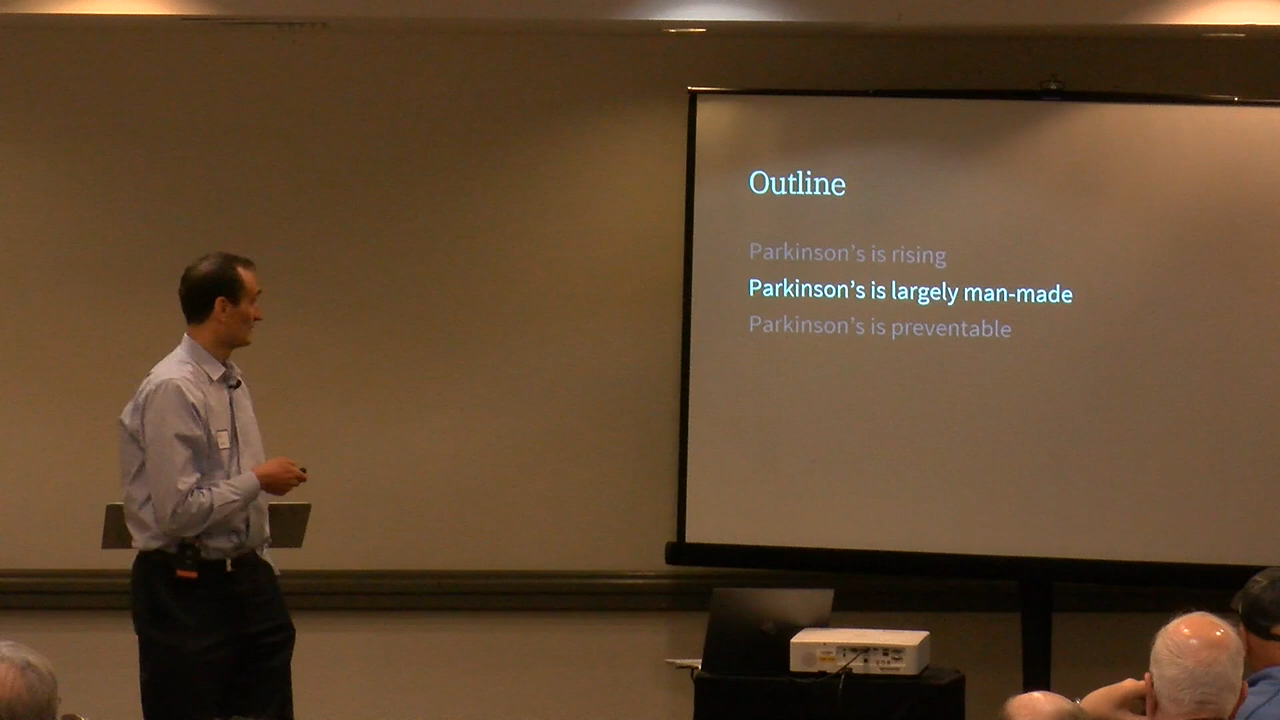 Outline
Parkinson's is rising
Parkinson's is largely man-made
Parkinson's is preventable